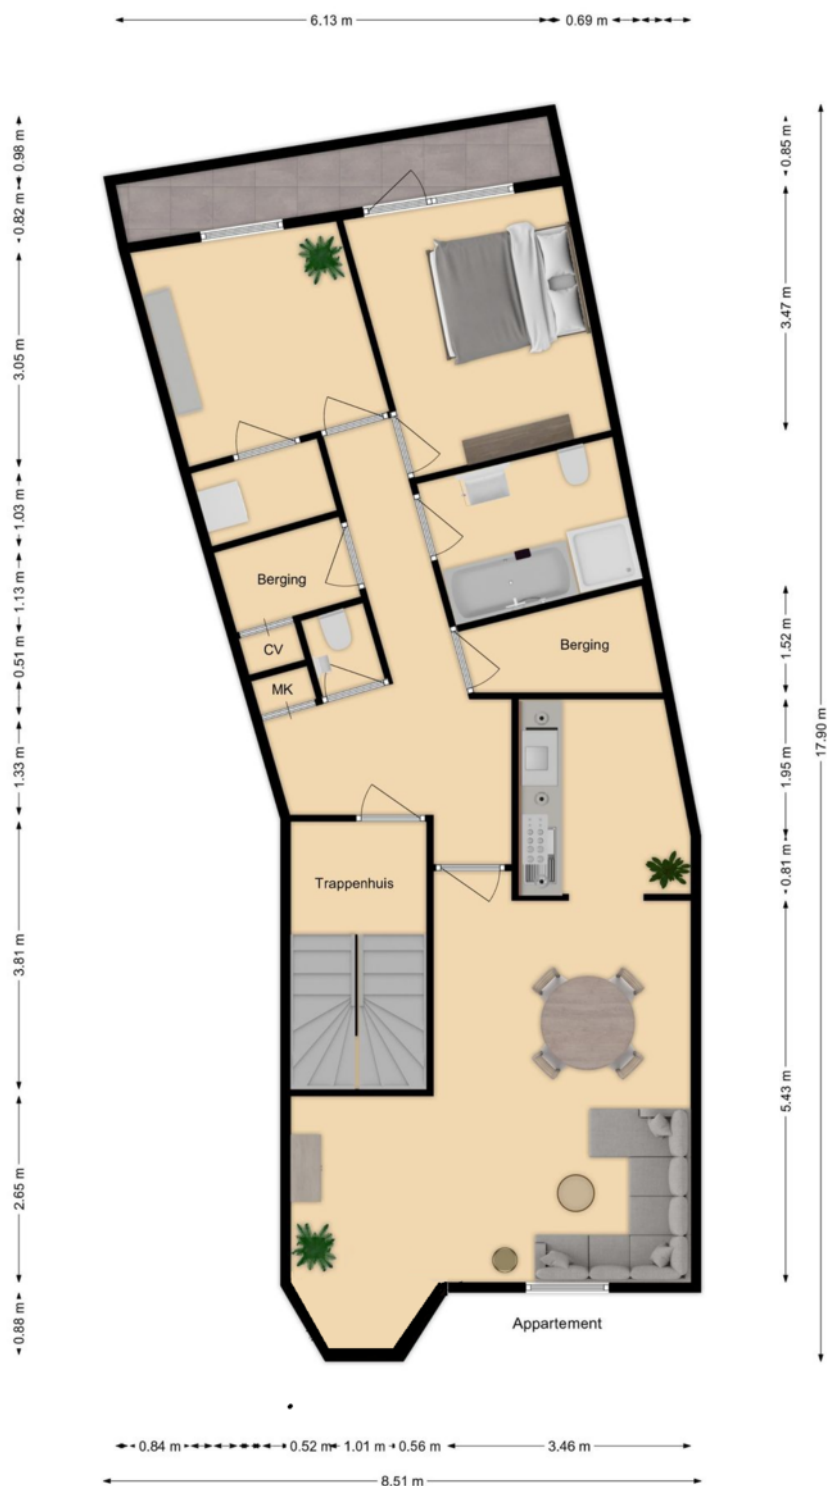 6.13 m
0.69 m
0.98 m
0.82 m
3.05 m
1.03 m
1.13 m
0.51 m
1.33 m
3.81 m
2.65 m
0.88 m
0.85 m
3.47 m
1.52 m
1.95 m
0.81 m
5.43 m
17.90 m
Berging
CV
MK
Berging
Trappenhuis
Appartement
0.84 m
0.52 m
1.01 m
0.56 m
3.46 m
8.51 m